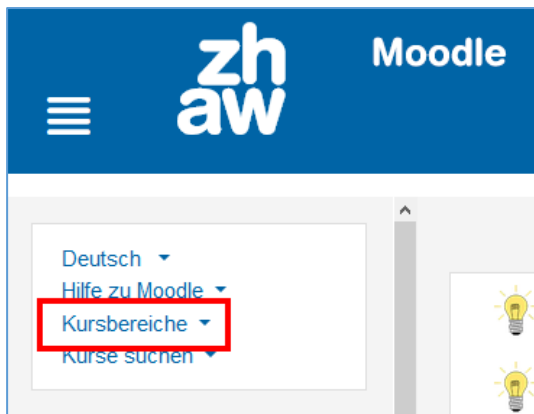 zh
aw
Moodle
Deutsch
Hilfe zu Moodle
Kursbereiche
Kurse suchen